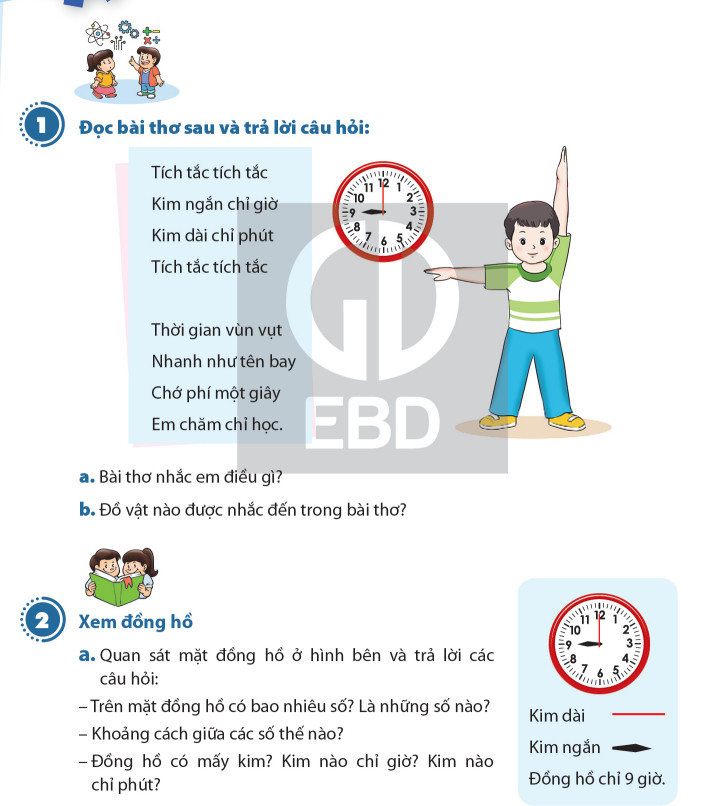 1 Đọc bài thơ sau và trả lời câu hỏi:
Tích tắc tích tắc
Kim ngắn chỉ giờ
Kim dài chỉ phút
Tích tắc tích tắc
Thời gian vùn vụt
Nhanh như tên bay
Chớ phí một giây
Em chăm chỉ học.
12 1 2 3 4 5 6 7 8 9 10 11
EBD
a. Bài thơ nhắc em điều gì?
b. Đồ vật nào được nhắc đến trong bài thơ?
2 Xem đồng hồ
a. Quan sát mặt đồng hồ ở hình bên và trả lời các
câu hỏi:
– Trên mặt đồng hồ có bao nhiêu số? Là những số nào?
– Khoảng cách giữa các số thế nào?
– Đồng hồ có mấy kim? Kim nào chỉ giờ? Kim nào
chỉ phút?
12 1 2 3 4 5 6 7 8 9 10 11
Kim dài
Kim ngắn
Đồng hồ chỉ 9 giờ.